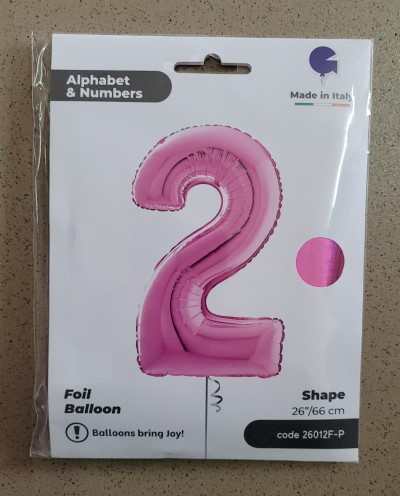 Alphabet
& Numbers
Made in Italy
2
Foil
Balloon
! Balloons bring Joy!
Shape
26"/66 cm
code 26012F-P